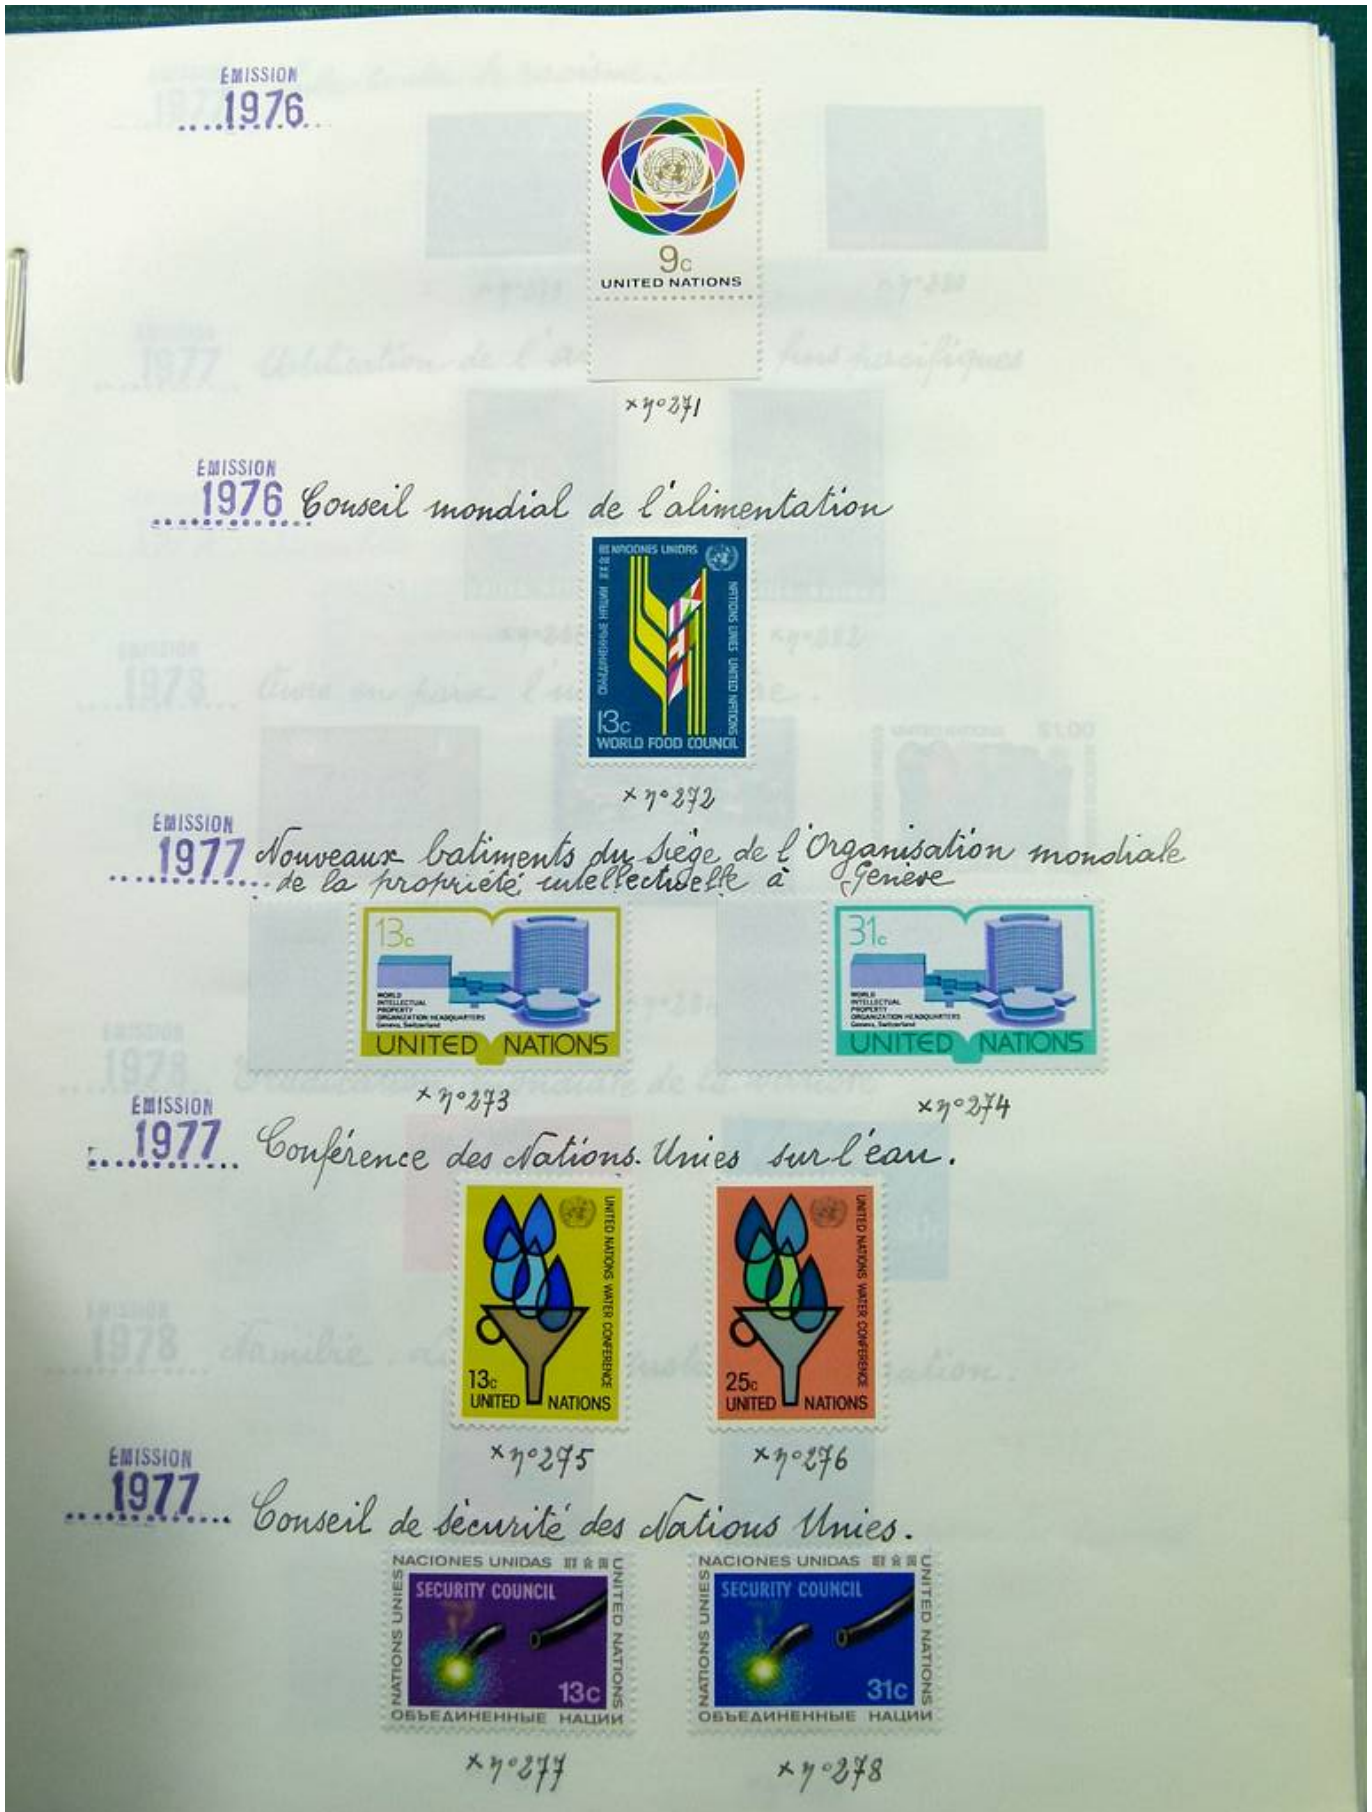 ÉMISSION
1976
9c
UNITED NATIONS
x n° 271
ÉMISSION
1976 Conseil mondial de l'alimentation
NACIONES UNIDAS
NATIONS UNIES UNITED NATIONS
13c
WORLD FOOD COUNCIL
x n° 272
ÉMISSION
1977 Nouveaux batiments du siège de l'Organisation mondiale
de la propriété intellectuelle à Genève
13c
WORLD
INTELLECTUAL
PROPERTY
ORGANIZATION HEADQUARTERS
Geneva, Switzerland
UNITED NATIONS
31c
WORLD
INTELLECTUAL
PROPERTY
ORGANIZATION HEADQUARTERS
Geneva, Switzerland
UNITED NATIONS
x n° 273
x n° 274
ÉMISSION
1977 Conférence des Nations-Unies sur l'eau.
UNITED NATIONS WATER CONFERENCE
13c
UNITED NATIONS
UNITED NATIONS WATER CONFERENCE
25c
UNITED NATIONS
x n° 275
x n° 276
ÉMISSION
1977 Conseil de sécurité des Nations Unies.
NACIONES UNIDAS
NATIONS UNIES
UNITED NATIONS
SECURITY COUNCIL
13c
ОБЪЕДИНЕННЫЕ НАЦИИ
NACIONES UNIDAS
NATIONS UNIES
UNITED NATIONS
SECURITY COUNCIL
31c
ОБЪЕДИНЕННЫЕ НАЦИИ
x n° 277
x n° 278